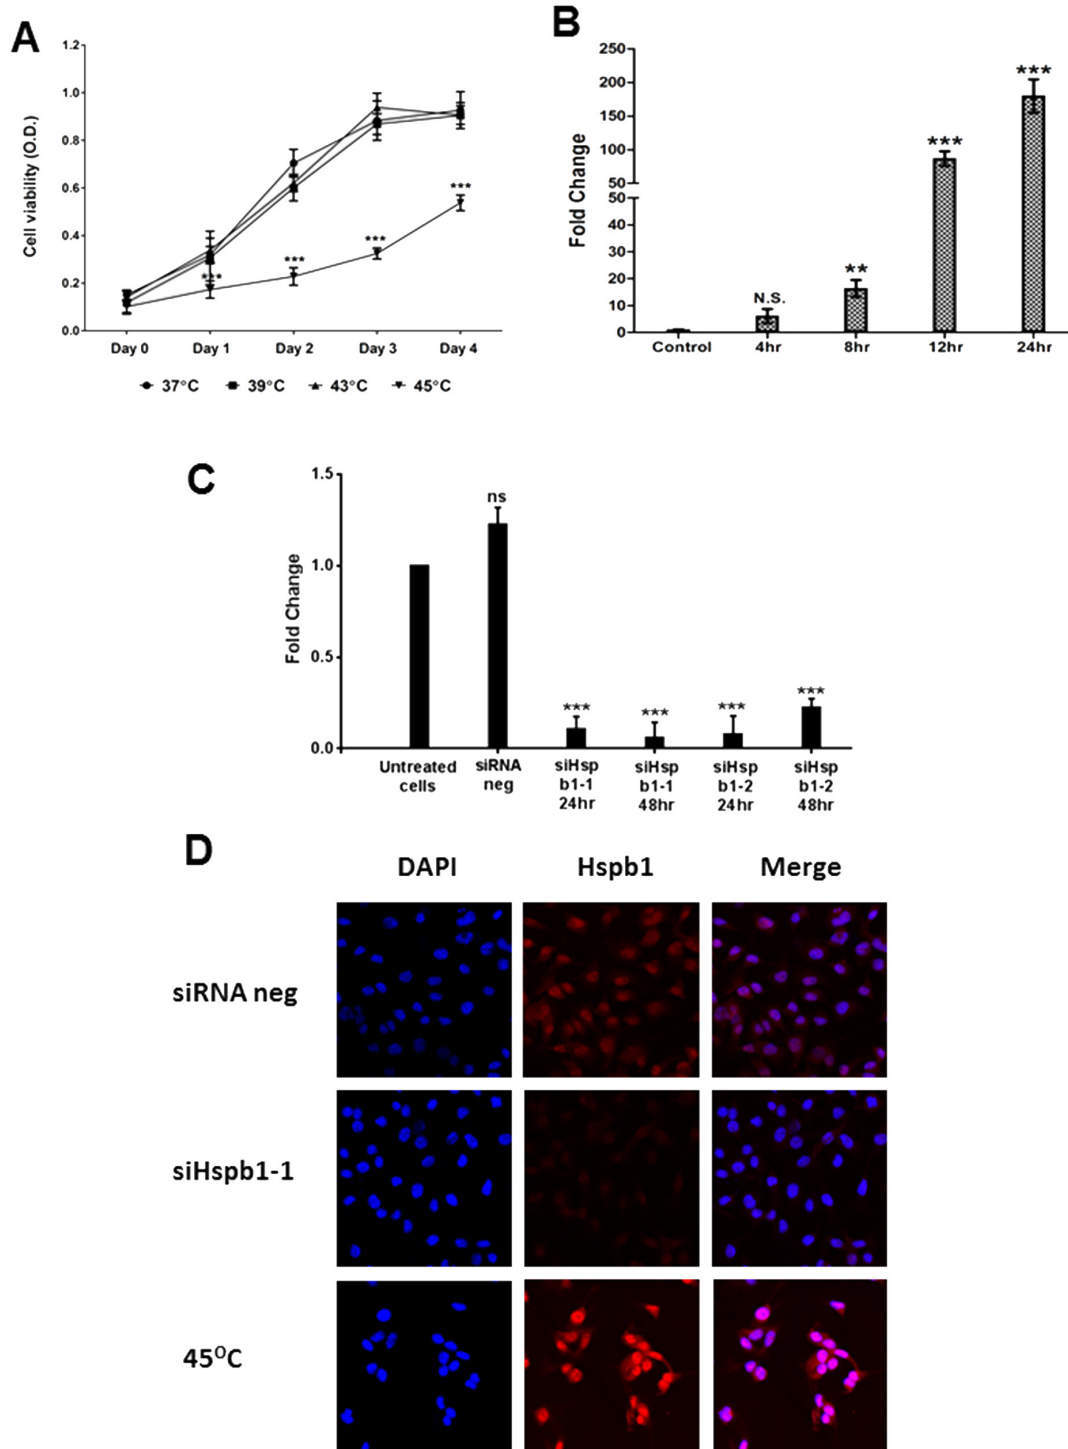 A
1.2
1.0
0.8
0.6
0.4
0.2
0.0
Cell viability (O.D.)
***
***
***
***
Day 0 Day 1 Day 2 Day 3 Day 4
37°C 39°C 43°C 45°C
B
250
200
150
100
50
50
40
30
20
10
0
Fold Change
N.S.
**
***
***
Control 4hr 8hr 12hr 24hr
C
1.5
1.0
0.5
0.0
Fold Change
ns
***
***
***
***
Untreated cells
siRNA neg
siHsp b1-1 24hr
siHsp b1-1 48hr
siHsp b1-2 24hr
siHsp b1-2 48hr
D
DAPI Hspb1 Merge
siRNA neg
siHspb1-1
45ºC